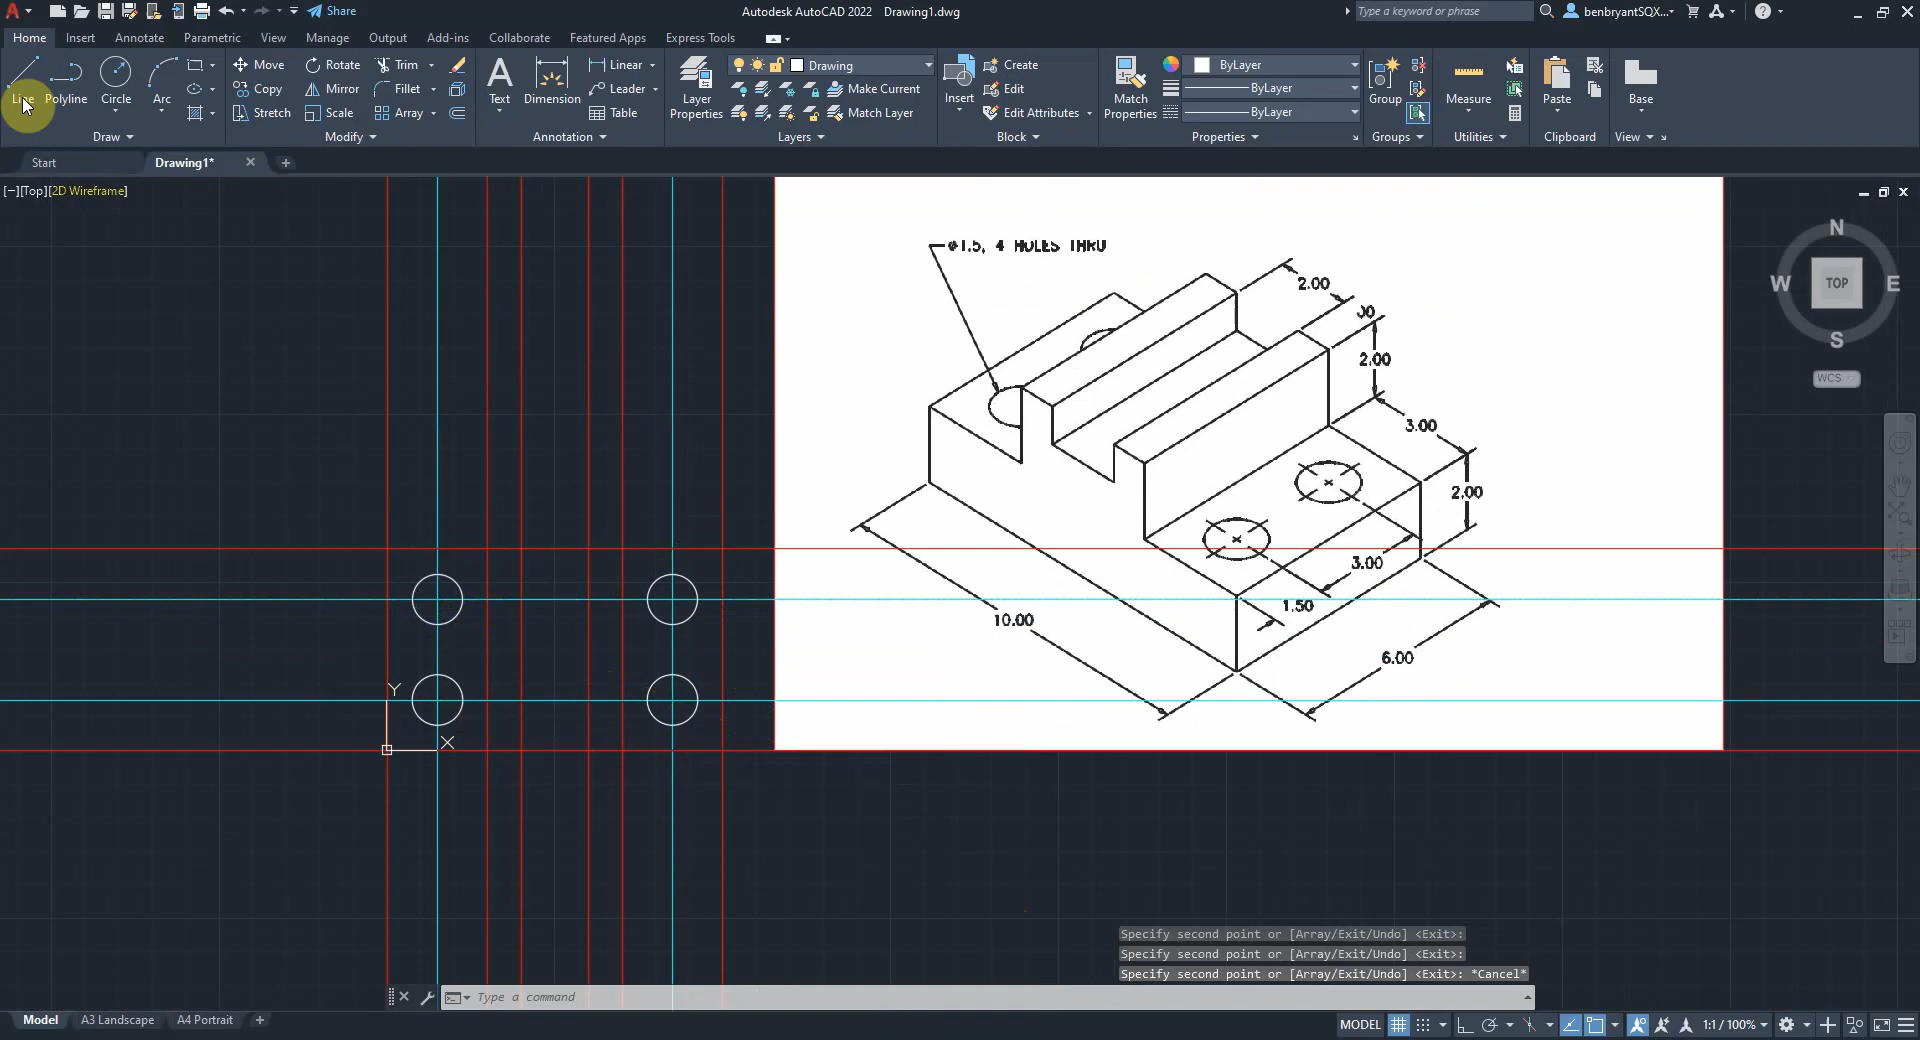 Share
Autodesk AutoCAD 2022 Drawing1.dwg
Type a keyword or phrase
benbryantSQX...
Home Insert Annotate Parametric View Manage Output Add-ins Collaborate Featured Apps Express Tools
Line Polyline Circle Arc
Draw
Move Rotate Trim
Copy Mirror Fillet
Stretch Scale Array
Modify
Text Dimension
Linear
Leader
Table
Annotation
Layer Properties
Drawing
Make Current
Match Layer
Layers
Insert
Create
Edit
Edit Attributes
Block
Match Properties
ByLayer
ByLayer
ByLayer
Properties
Group
Groups
Measure
Utilities
Paste
Clipboard
Base
View
Start Drawing1*
[−][Top][2D Wireframe]
N
W TOP E
S
WCS
Ø1.5, 4 HOLES THRU
2.00
2.00
3.00
2.00
3.00
1.50
10.00
6.00
Y
X
Specify second point or [Array/Exit/Undo] <Exit>:
Specify second point or [Array/Exit/Undo] <Exit>:
Specify second point or [Array/Exit/Undo] <Exit>: *Cancel*
Type a command
Model A3 Landscape A4 Portrait
MODEL 1:1 / 100%